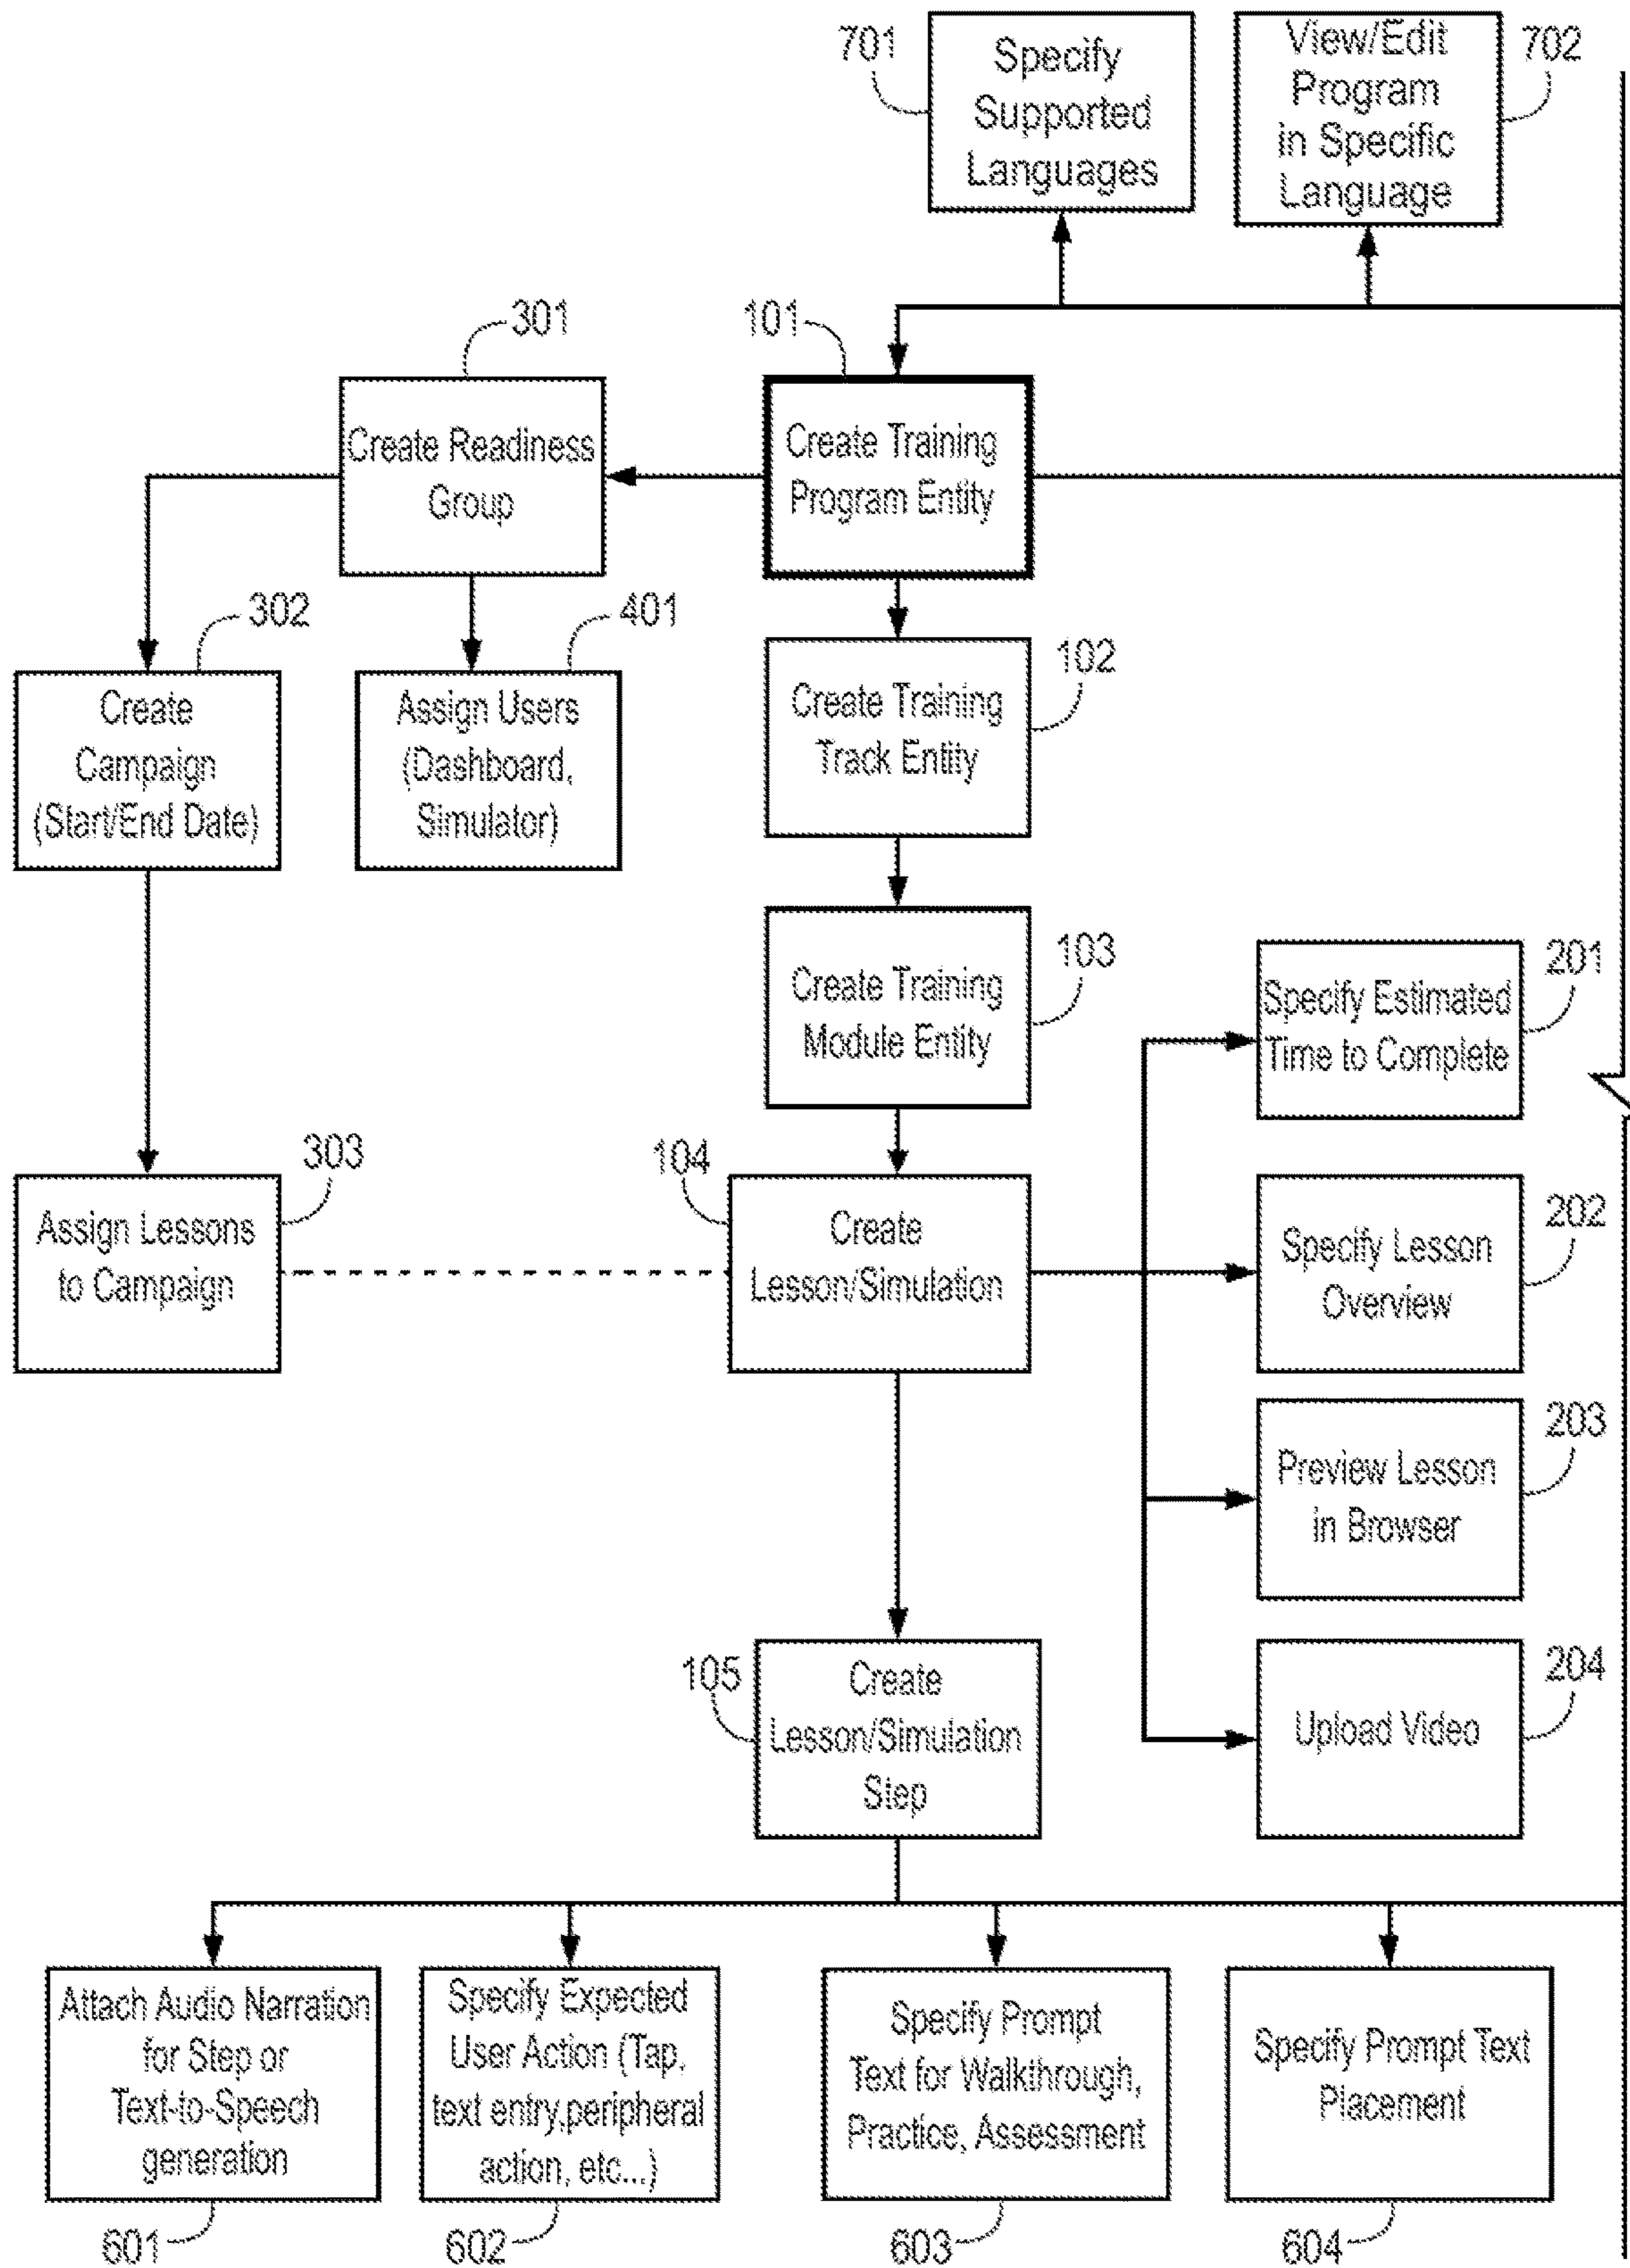 701
Specify
Supported
Languages
View/Edit
Program
in Specific
Language
702
301
Create Readiness
Group
101
Create Training
Program Entity
302
Create
Campaign
(Start/End Date)
401
Assign Users
(Dashboard,
Simulator)
102
Create Training
Track Entity
103
Create Training
Module Entity
201
Specify Estimated
Time to Complete
303
Assign Lessons
to Campaign
104
Create
Lesson/Simulation
202
Specify Lesson
Overview
203
Preview Lesson
in Browser
105
Create
Lesson/Simulation
Step
204
Upload Video
Attach Audio Narration
for Step or
Text-to-Speech
generation
601
Specify Expected
User Action (Tap,
text entry,peripheral
action, etc...)
602
Specify Prompt
Text for Walkthrough,
Practice, Assessment
603
Specify Prompt Text
Placement
604